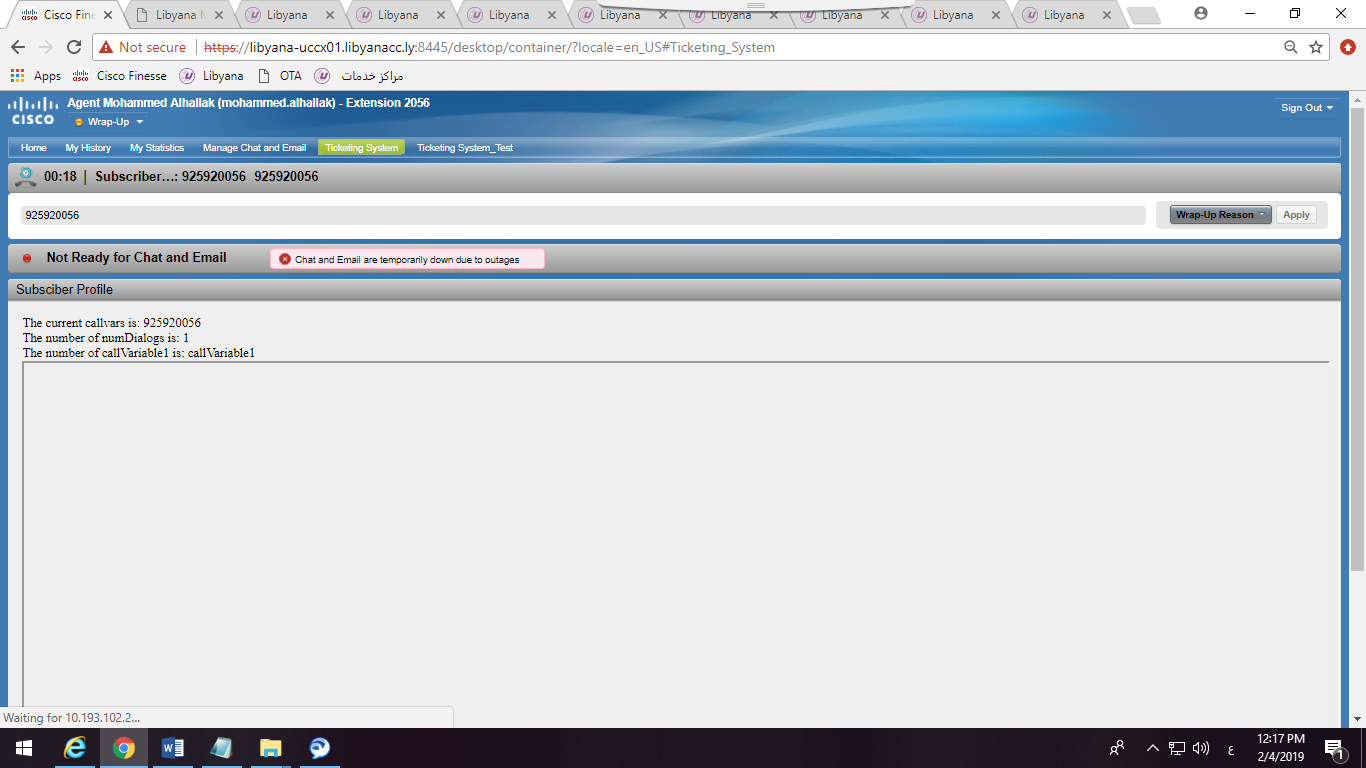 Cisco Fine
Libyana M
Libyana
Libyana
Libyana
Libyana
Libyana
Libyana
Libyana
Libyana
Not secure
https://libyana-uccx01.libyanacc.ly:8445/desktop/container/?locale=en_US#Ticketing_System
Apps
Cisco Finesse
Libyana
OTA
مراكز خدمات
CISCO
Agent Mohammed Alhallak (mohammed.alhallak) - Extension 2056
Wrap-Up
Sign Out
Home My History My Statistics Manage Chat and Email Ticketing System Ticketing System_Test
00:18 | Subscriber...: 925920056 925920056
925920056
Wrap-Up Reason
Apply
Not Ready for Chat and Email
Chat and Email are temporarily down due to outages
Subsciber Profile
The current callvars is: 925920056
The number of numDialogs is: 1
The number of callVariable1 is: callVariable1
Waiting for 10.193.102.2...
ع
12:17 PM
2/4/2019
1